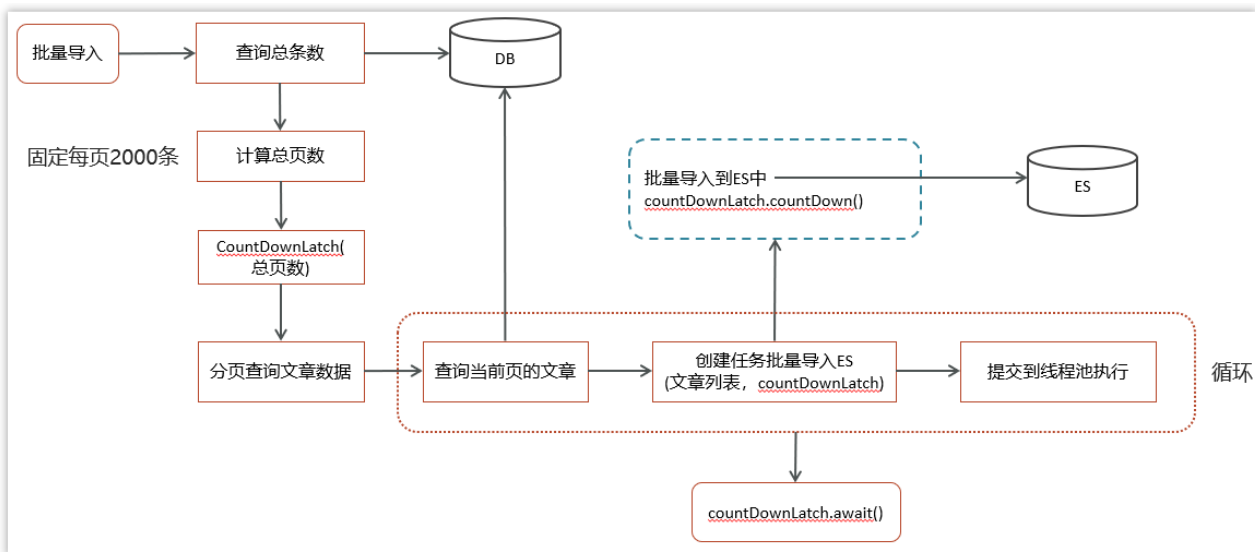 批量导入
查询总条数
DB
固定每页2000条
计算总页数
批量导入到ES中
countDownLatch.countDown()
ES
CountDownLatch(
总页数)
分页查询文章数据
查询当前页的文章
创建任务批量导入ES
(文章列表，countDownLatch)
提交到线程池执行
循环
countDownLatch.await()